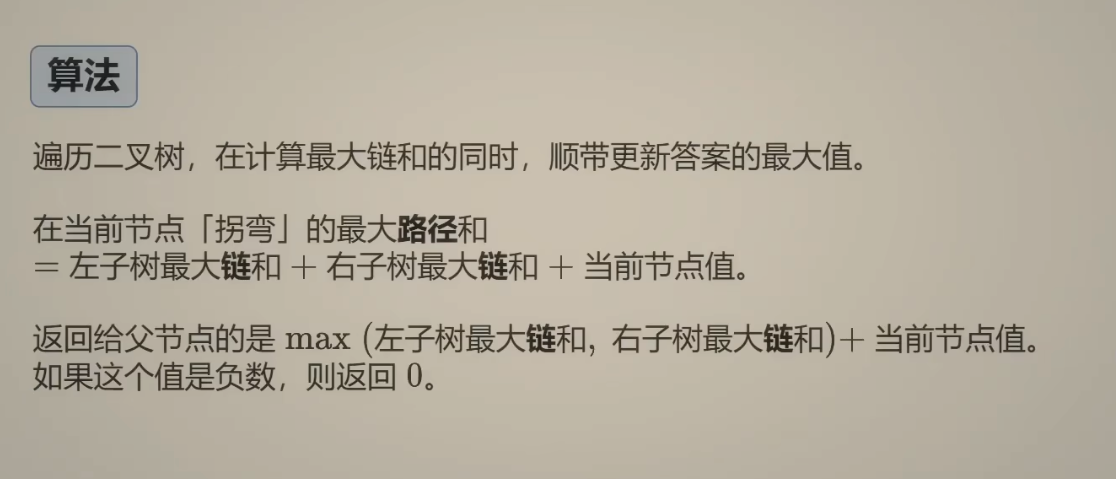 算法
遍历二叉树，在计算最大链和的同时，顺带更新答案的最大值。
在当前节点「拐弯」的最大路径和
= 左子树最大链和 + 右子树最大链和 + 当前节点值。
返回给父节点的是 max (左子树最大链和, 右子树最大链和)+ 当前节点值。
如果这个值是负数，则返回 0。